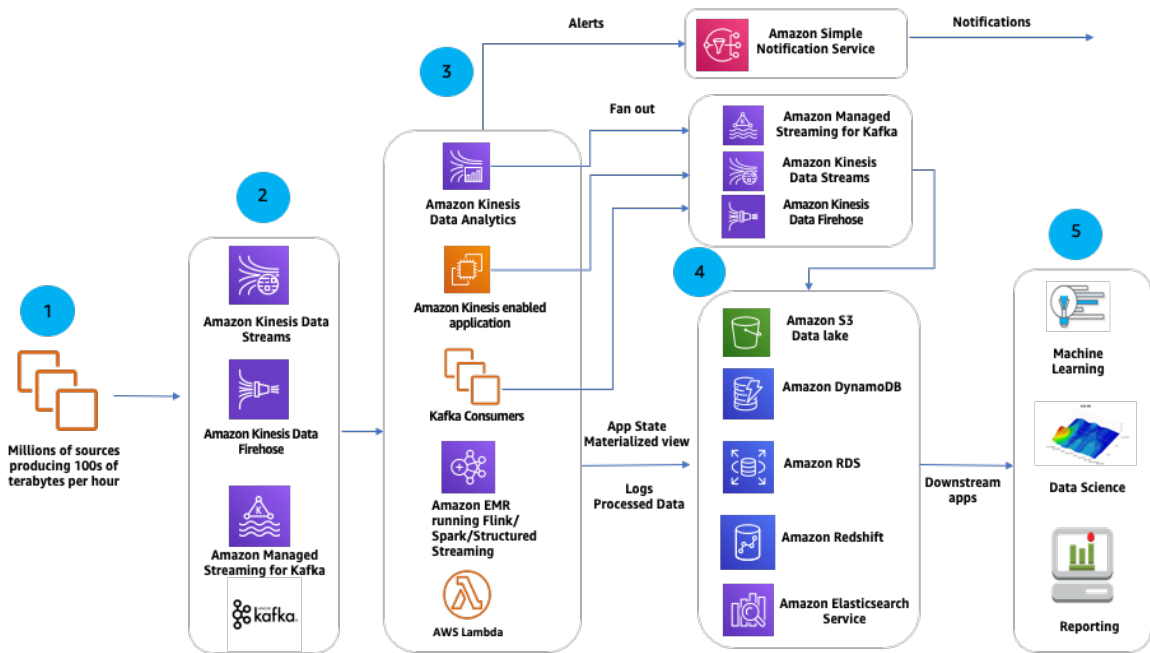 Alerts
Amazon Simple
Notification Service
Notifications
3
Fan out
Amazon Managed
Streaming for Kafka
Amazon Kinesis
Data Streams
Amazon Kinesis
Data Firehose
2
Amazon Kinesis
Data Analytics
Amazon Kinesis Data
Streams
Amazon Kinesis enabled
application
1
Millions of sources
producing 100s of
terabytes per hour
Amazon Kinesis Data
Firehose
Kafka Consumers
K
Amazon Managed
Streaming for Kafka
kafka
Amazon EMR
running Flink/
Spark/Structured
Streaming
AWS Lambda
App State
Materialized view
Logs
Processed Data
4
Amazon S3
Data lake
Amazon DynamoDB
Amazon RDS
Amazon Redshift
Amazon Elasticsearch
Service
Downstream
apps
5
Machine
Learning
Data Science
Reporting